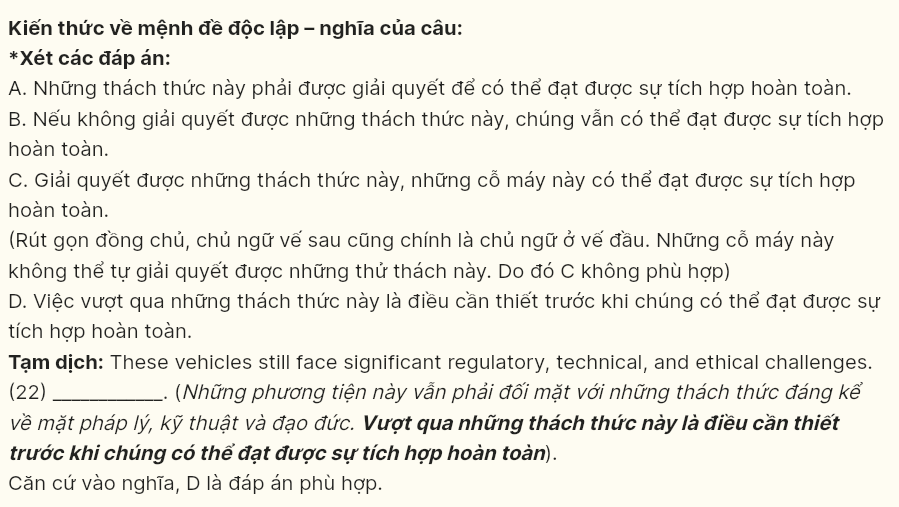 Kiến thức về mệnh đề độc lập – nghĩa của câu:
*Xét các đáp án:
A. Những thách thức này phải được giải quyết để có thể đạt được sự tích hợp hoàn toàn.
B. Nếu không giải quyết được những thách thức này, chúng vẫn có thể đạt được sự tích hợp
hoàn toàn.
C. Giải quyết được những thách thức này, những cỗ máy này có thể đạt được sự tích hợp
hoàn toàn.
(Rút gọn đồng chủ, chủ ngữ vế sau cũng chính là chủ ngữ ở vế đầu. Những cỗ máy này
không thể tự giải quyết được những thử thách này. Do đó C không phù hợp)
D. Việc vượt qua những thách thức này là điều cần thiết trước khi chúng có thể đạt được sự
tích hợp hoàn toàn.
Tạm dịch: These vehicles still face significant regulatory, technical, and ethical challenges.
(22) ____________. (Những phương tiện này vẫn phải đối mặt với những thách thức đáng kể
về mặt pháp lý, kỹ thuật và đạo đức. Vượt qua những thách thức này là điều cần thiết
trước khi chúng có thể đạt được sự tích hợp hoàn toàn).
Căn cứ vào nghĩa, D là đáp án phù hợp.